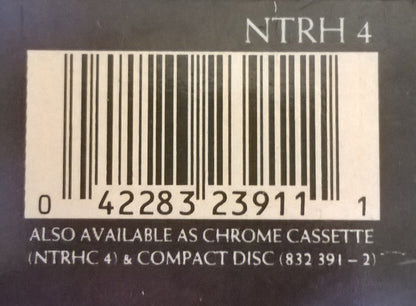 NTRH 4
0 42283 23911 1
ALSO AVAILABLE AS CHROME CASSETTE
(NTRHC 4) & COMPACT DISC (832 391-2)